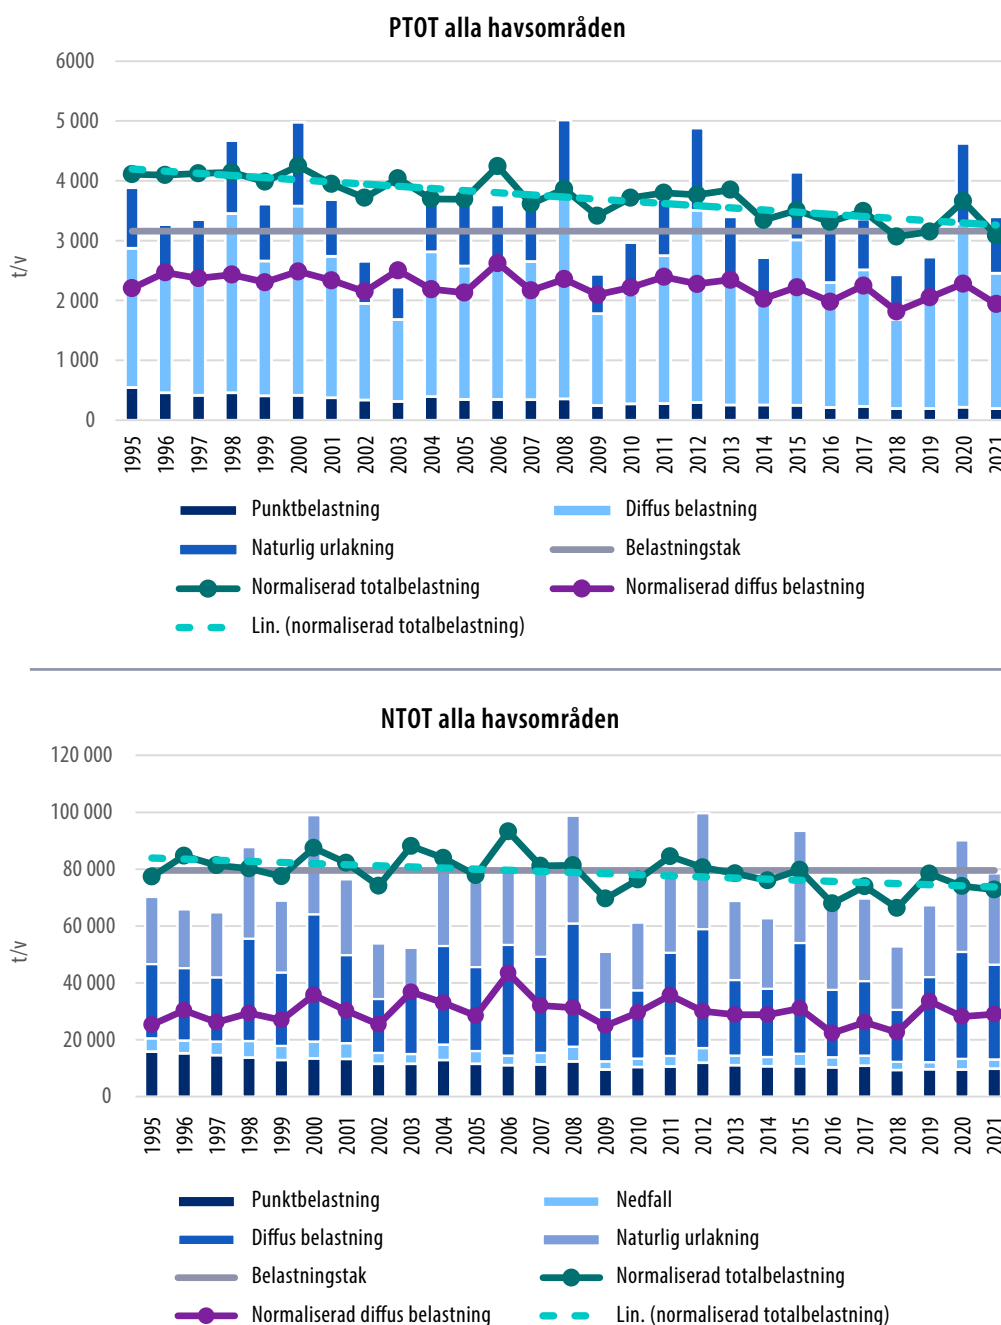 PTOT alla havsområden
6000
5 000
4 000
3 000
2 000
1 000
0
t/v
1995 1996 1997 1998 1999 2000 2001 2002 2003 2004 2005 2006 2007 2008 2009 2010 2011 2012 2013 2014 2015 2016 2017 2018 2019 2020 2021
Punktbelastning
Diffus belastning
Naturlig urlakning
Belastningstak
Normaliserad totalbelastning
Normaliserad diffus belastning
Lin. (normaliserad totalbelastning)
NTOT alla havsområden
120 000
100 000
80 000
60 000
40 000
20 000
0
t/v
1995 1996 1997 1998 1999 2000 2001 2002 2003 2004 2005 2006 2007 2008 2009 2010 2011 2012 2013 2014 2015 2016 2017 2018 2019 2020 2021
Punktbelastning
Nedfall
Diffus belastning
Naturlig urlakning
Belastningstak
Normaliserad totalbelastning
Normaliserad diffus belastning
Lin. (normaliserad totalbelastning)